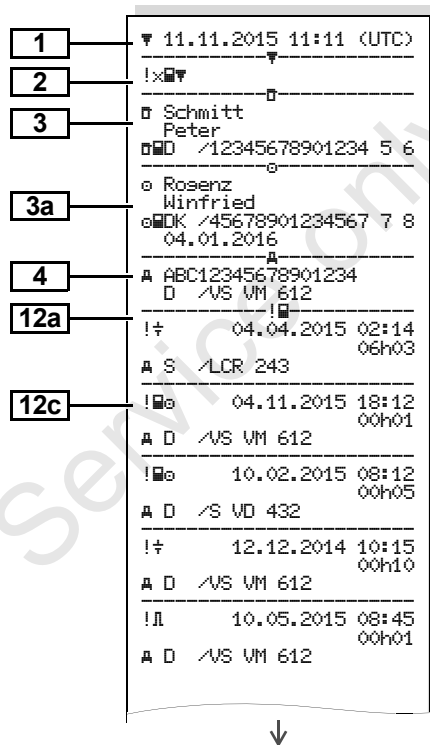 1 ▼ 11.11.2015 11:11 (UTC)
2 !x▼
3 Schmitt
Peter
D /12345678901234 5 6
3a Rogenz
Winfried
DK /45678901234567 7 8
04.01.2016
4 A ABC12345678901234
D /VS VM 612
12a ! 04.04.2015 02:14
06h03
A S /LCR 243
12c ! 04.11.2015 18:12
00h01
A D /VS VM 612
! 10.02.2015 08:12
00h05
A D /S VD 432
! 12.12.2014 10:15
00h10
A D /VS VM 612
! 10.05.2015 08:45
00h01
A D /VS VM 612
Service only